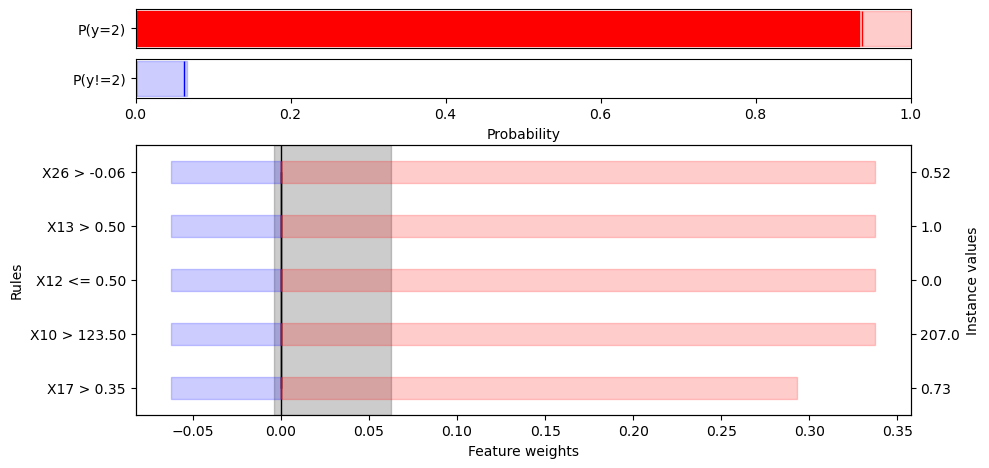 P(y=2)
P(y!=2)
0.0 0.2 0.4 0.6 0.8 1.0
Probability
X26 > -0.06 0.52
X13 > 0.50 1.0
X12 <= 0.50 0.0
X10 > 123.50 207.0
X17 > 0.35 0.73
Rules
Instance values
−0.05 0.00 0.05 0.10 0.15 0.20 0.25 0.30 0.35
Feature weights